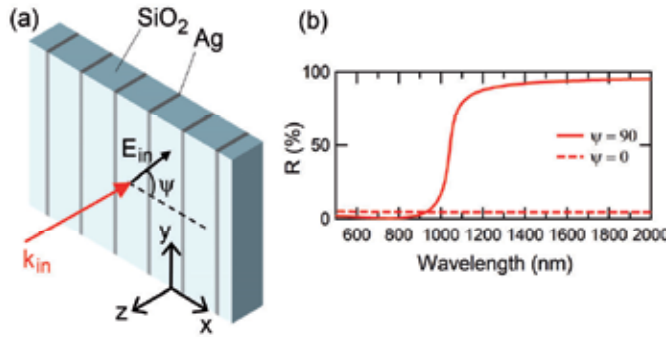 (a)
SiO2
Ag
Ein
ψ
kin
y
z
x
(b)
100
50
0
R (%)
ψ = 90
ψ = 0
600 800 1000 1200 1400 1600 1800 2000
Wavelength (nm)